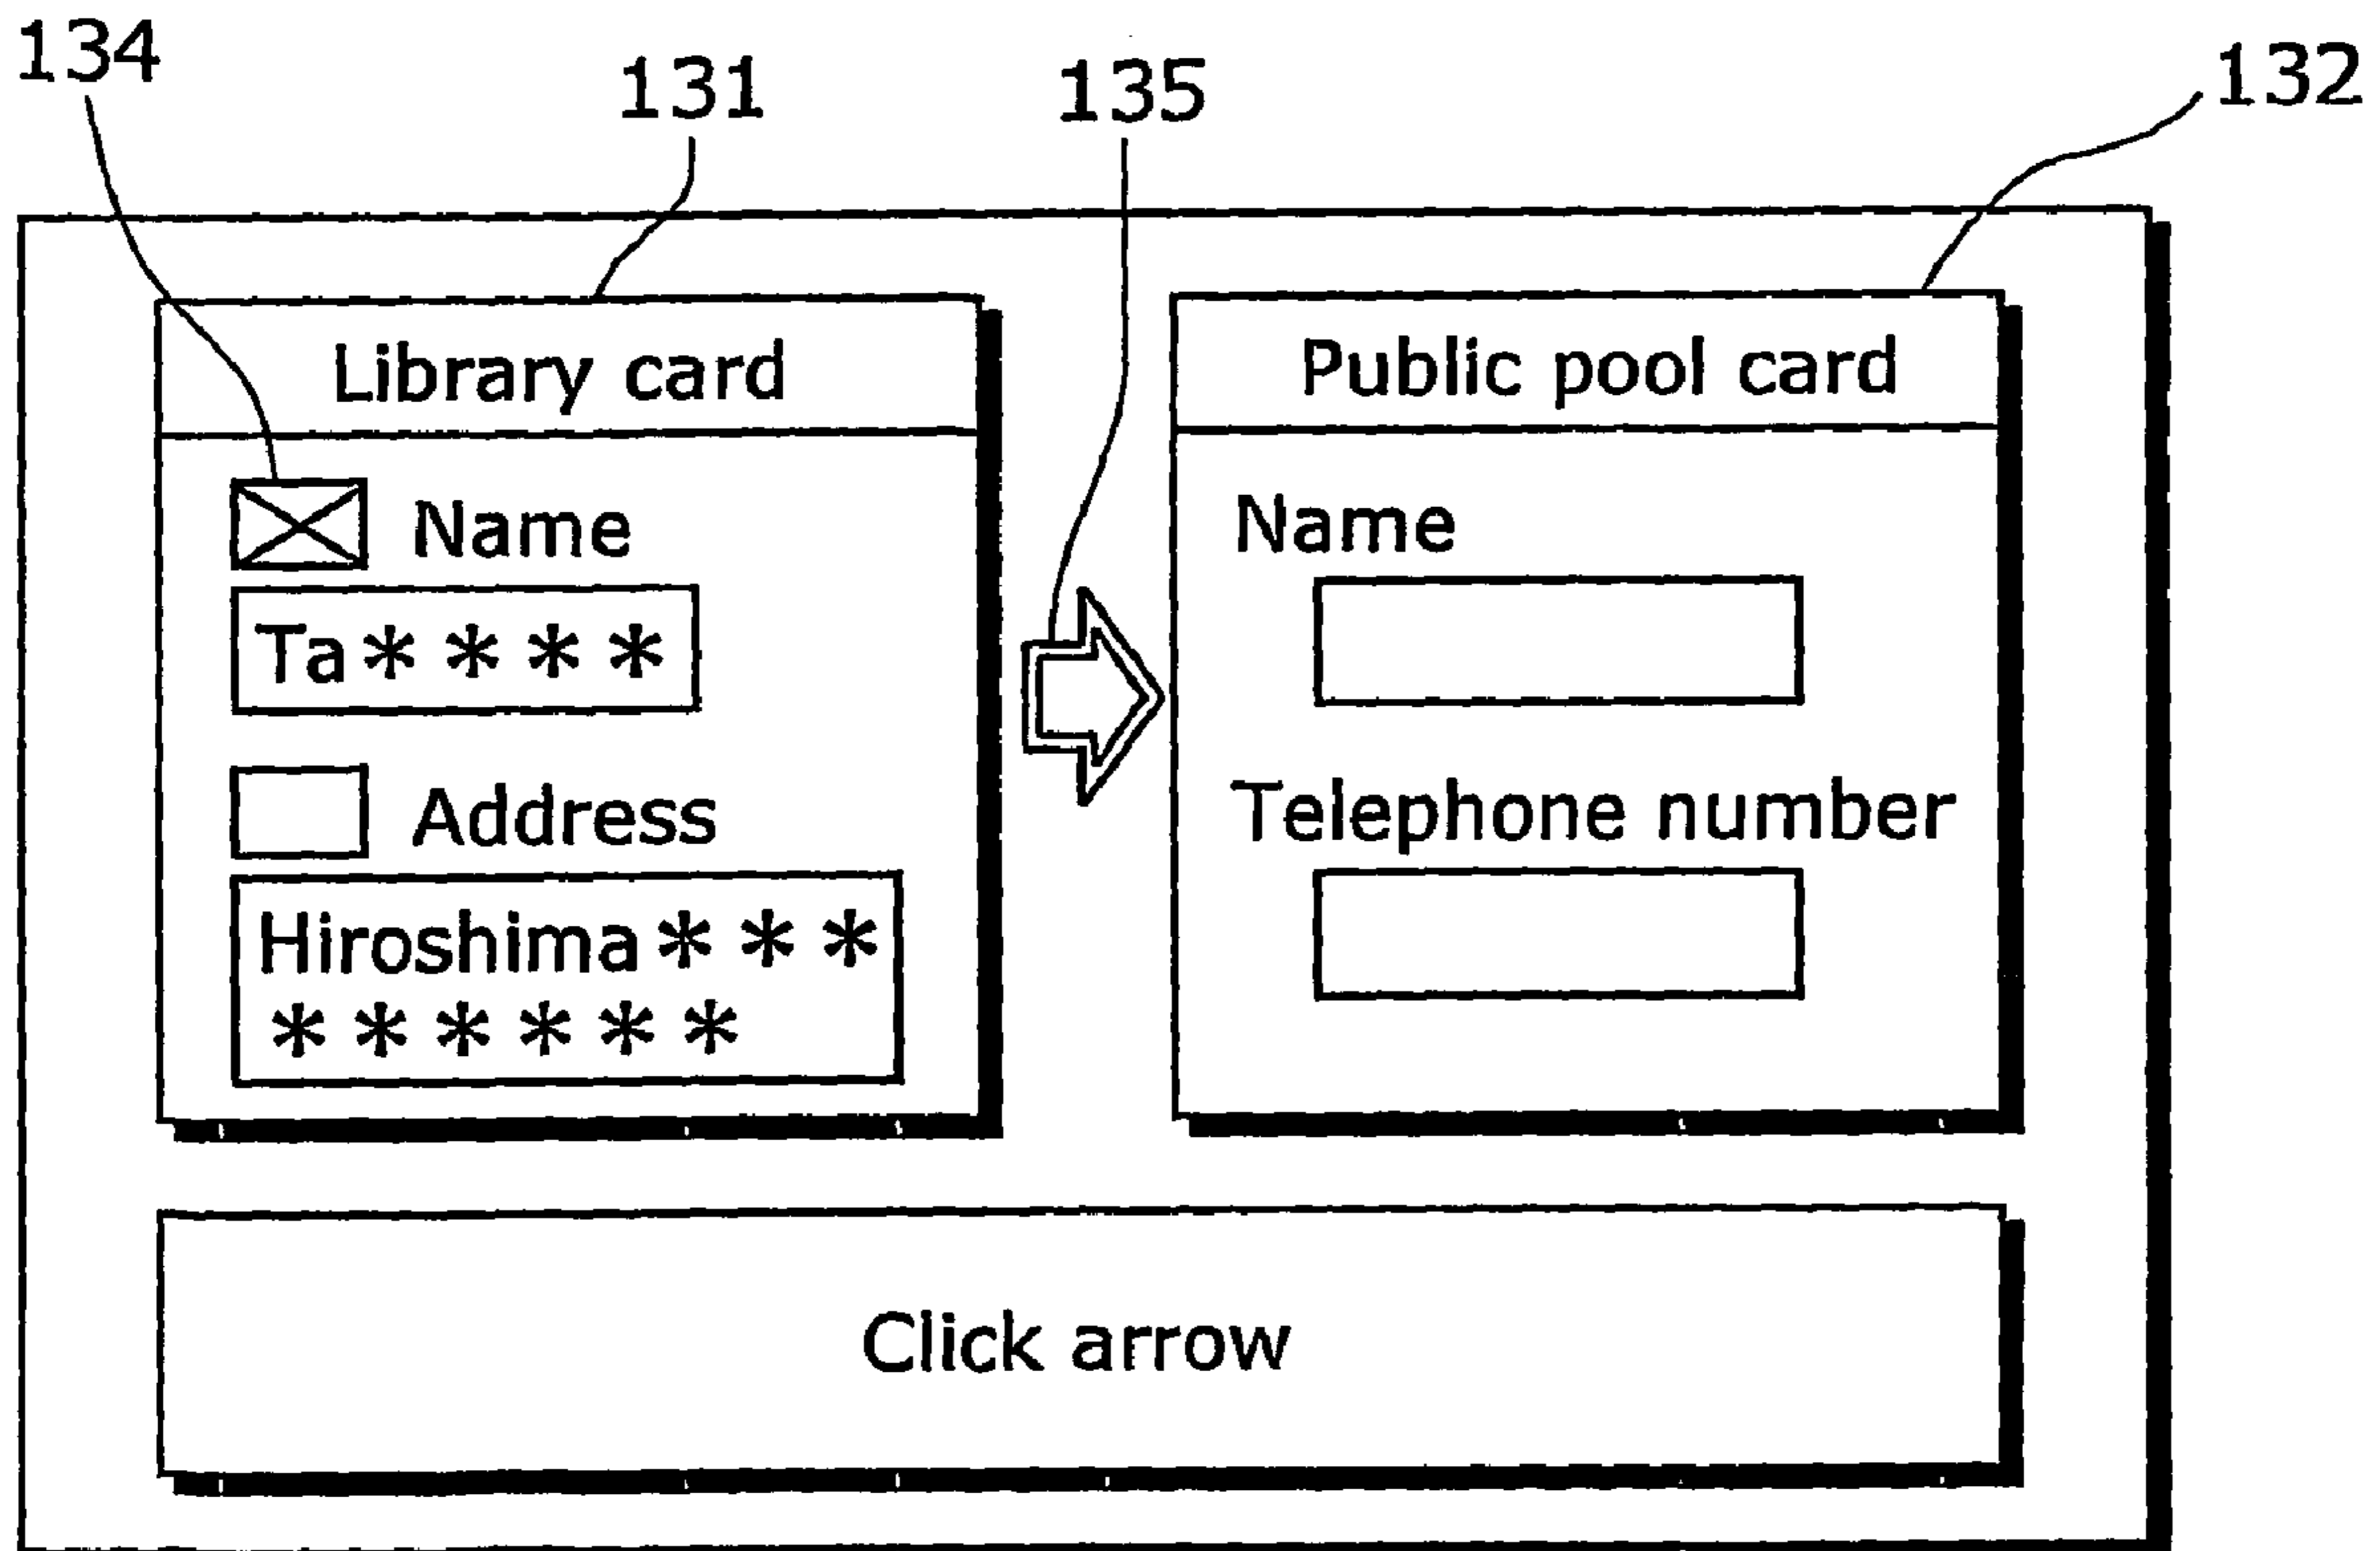 134
131
135
132
Library card
Name
Ta****
Address
Hiroshima***
******
Public pool card
Name
Telephone number
Click arrow